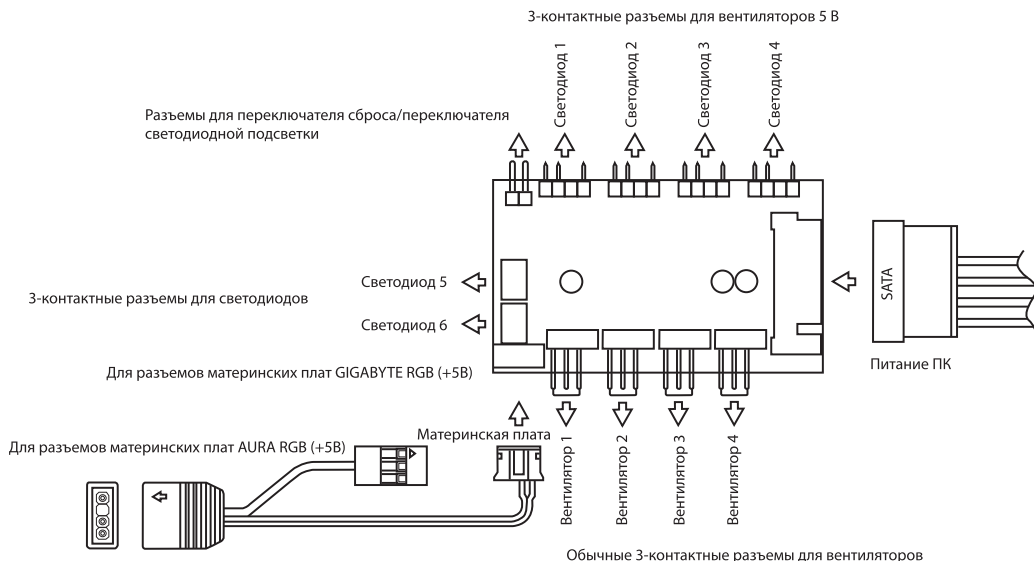 3-контактные разъемы для вентиляторов 5 В
Светодиод 1
Светодиод 2
Светодиод 3
Светодиод 4
Разъемы для переключателя сброса/переключателя
светодиодной подсветки
Светодиод 5
3-контактные разъемы для светодиодов
Светодиод 6
SATA
Питание ПК
Для разъемов материнских плат GIGABYTE RGB (+5В)
Материнская плата
Для разъемов материнских плат AURA RGB (+5В)
Вентилятор 1
Вентилятор 2
Вентилятор 3
Вентилятор 4
Обычные 3-контактные разъемы для вентиляторов